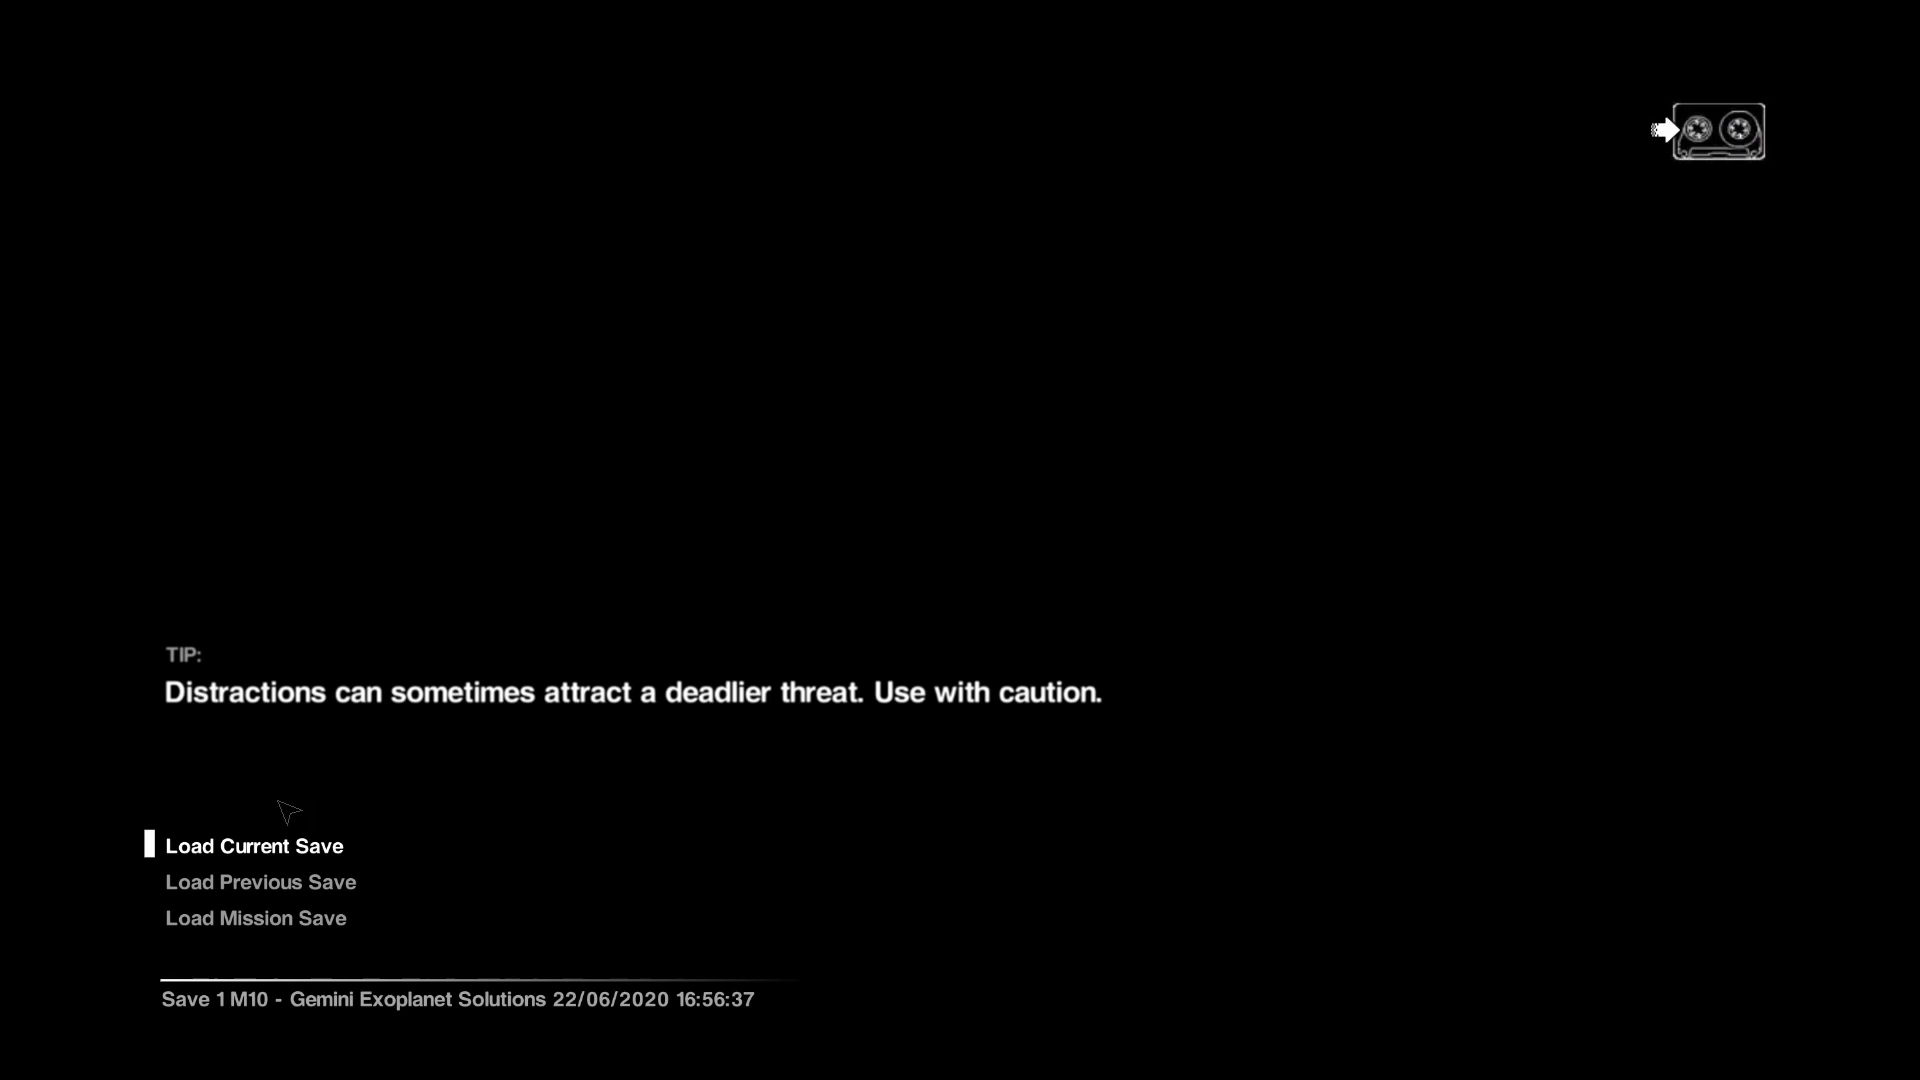 TIP:
Distractions can sometimes attract a deadlier threat. Use with caution.
Load Current Save
Load Previous Save
Load Mission Save
Save 1 M10 - Gemini Exoplanet Solutions 22/06/2020 16:56:37